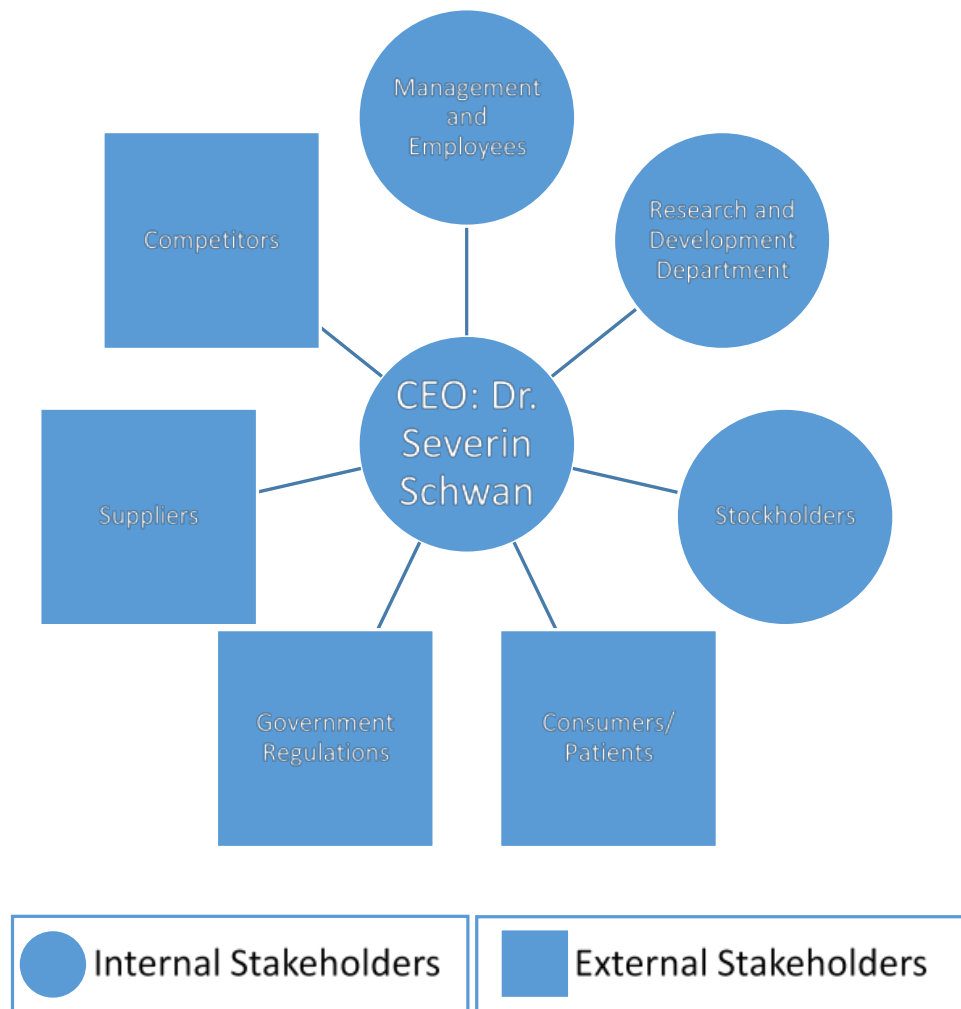 Management
and
Employees
Research and
Development
Department
Competitors
CEO: Dr.
Severin
Schwan
Suppliers
Stockholders
Government
Regulations
Consumers/
Patients
Internal Stakeholders
External Stakeholders